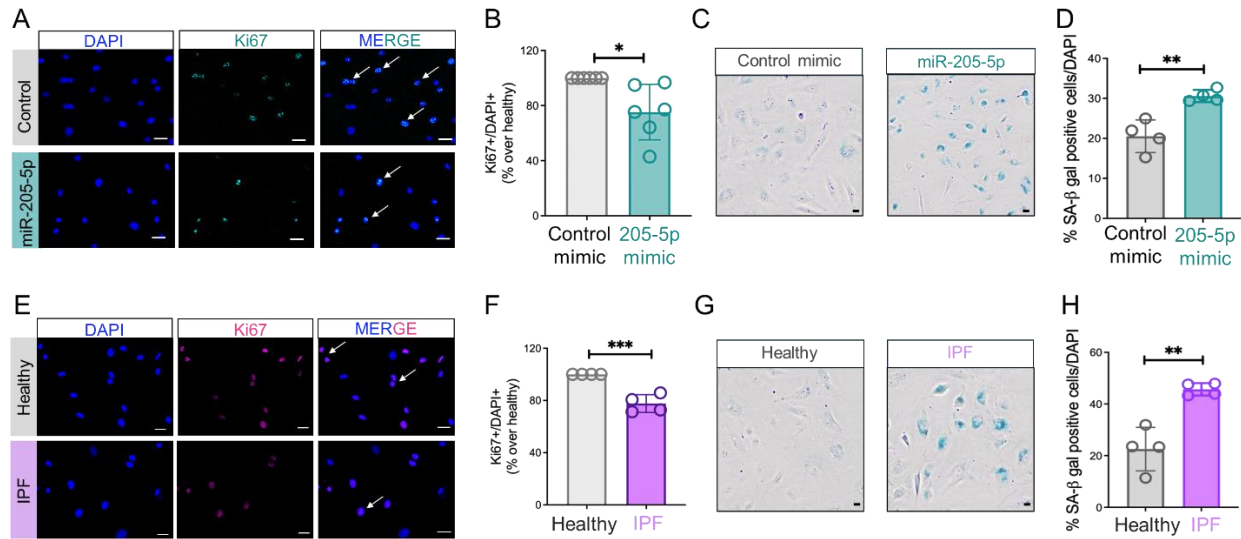 A
DAPI
Ki67
MERGE
Control
miR-205-5p
B
*
Ki67+/DAPI+
(% over healthy)
120
80
40
0
Control
mimic
205-5p
mimic
C
Control mimic
miR-205-5p
D
**
% SA-β gal positive cells/DAPI
40
30
20
10
0
Control
mimic
205-5p
mimic
E
DAPI
Ki67
MERGE
Healthy
IPF
F
***
Ki67+/DAPI+
(% over healthy)
120
80
40
0
Healthy
IPF
G
Healthy
IPF
H
**
% SA-β gal positive cells/DAPI
60
40
20
0
Healthy
IPF